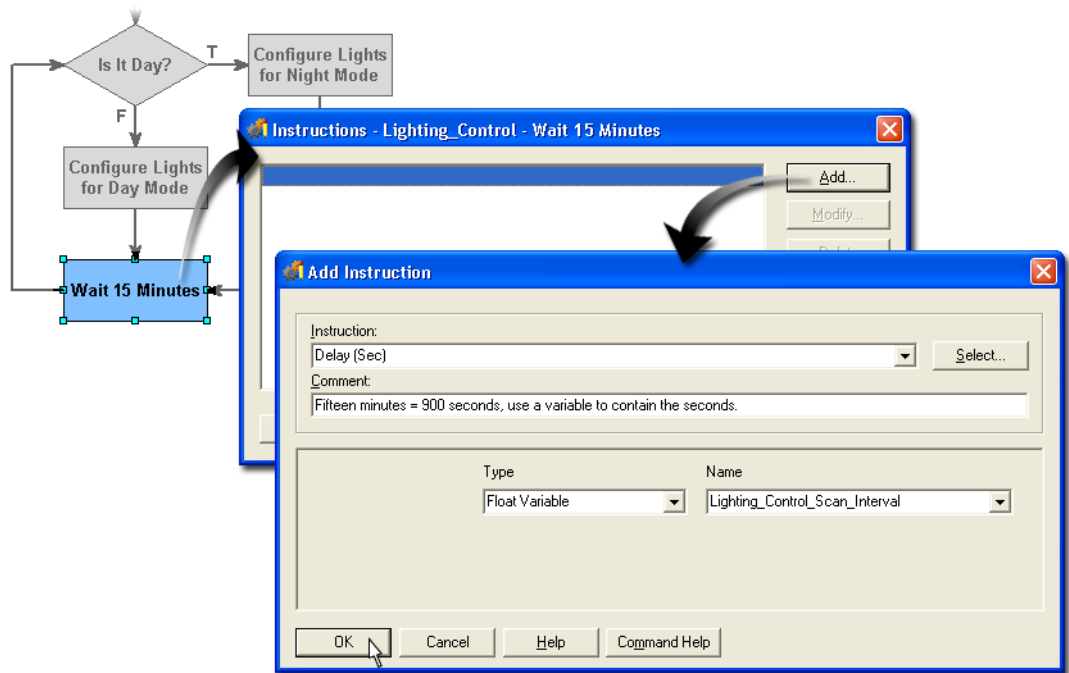 Is It Day?
T
Configure Lights
for Night Mode
F
Configure Lights
for Day Mode
Wait 15 Minutes
Instructions - Lighting_Control - Wait 15 Minutes
Add...
Modify...
Add Instruction
Instruction:
Delay (Sec)
Select...
Comment:
Fifteen minutes = 900 seconds, use a variable to contain the seconds.
Type
Name
Float Variable
Lighting_Control_Scan_Interval
OK
Cancel
Help
Command Help